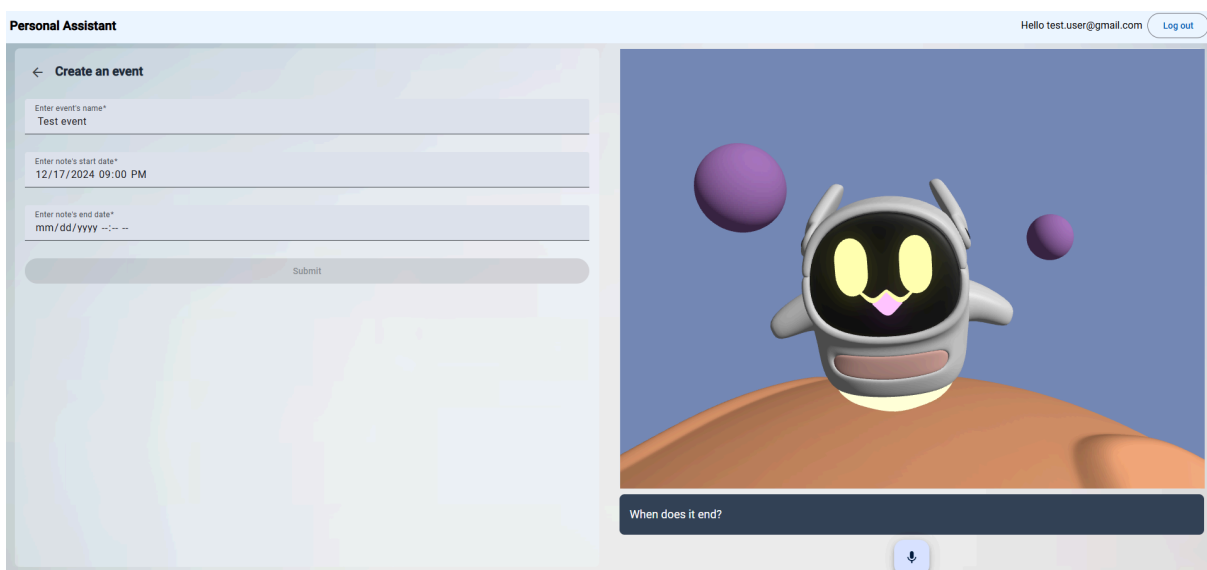 Personal Assistant
Hello test.user@gmail.com
Log out
Create an event
Enter event's name*
Test event
Enter note's start date*
12/17/2024 09:00 PM
Enter note's end date*
mm/dd/yyyy --:-- --
Submit
When does it end?